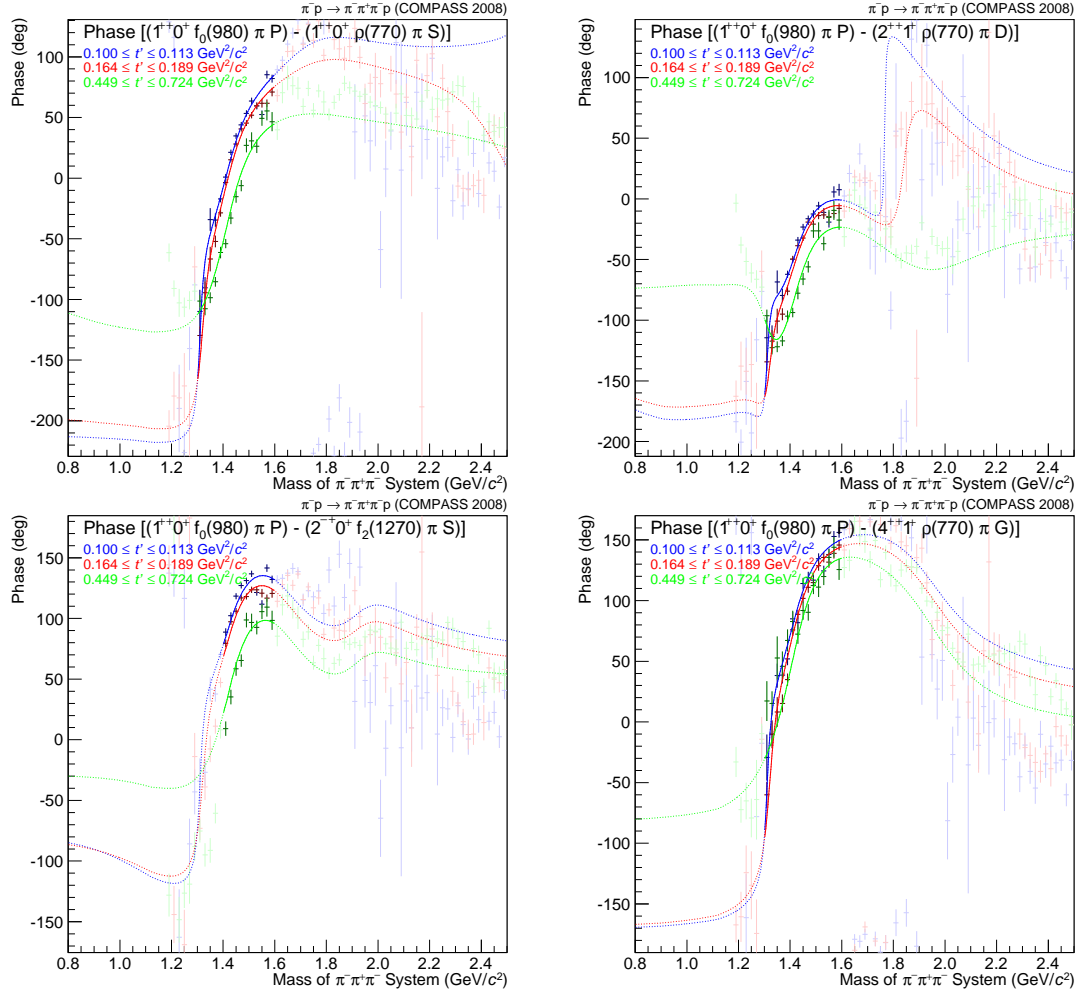 π⁻p → π⁻π⁺π⁻p (COMPASS 2008)
Phase [(1⁺⁺0⁺ f₀(980) π P) - (1⁺⁺0⁺ ρ(770) π S)]
0.100 ≤ t' ≤ 0.113 GeV²/c²
0.164 ≤ t' ≤ 0.189 GeV²/c²
0.449 ≤ t' ≤ 0.724 GeV²/c²
Phase (deg)
100
50
0
-50
-100
-150
-200
0.8 1.0 1.2 1.4 1.6 1.8 2.0 2.2 2.4
Mass of π⁻π⁺π⁻ System (GeV/c²)
π⁻p → π⁻π⁺π⁻p (COMPASS 2008)
Phase [(1⁺⁺0⁺ f₀(980) π P) - (2⁺⁺1⁺ ρ(770) π D)]
0.100 ≤ t' ≤ 0.113 GeV²/c²
0.164 ≤ t' ≤ 0.189 GeV²/c²
0.449 ≤ t' ≤ 0.724 GeV²/c²
Phase (deg)
100
50
0
-50
-100
-150
-200
0.8 1.0 1.2 1.4 1.6 1.8 2.0 2.2 2.4
Mass of π⁻π⁺π⁻ System (GeV/c²)
π⁻p → π⁻π⁺π⁻p (COMPASS 2008)
Phase [(1⁺⁺0⁺ f₀(980) π P) - (2⁻⁺0⁺ f₂(1270) π S)]
0.100 ≤ t' ≤ 0.113 GeV²/c²
0.164 ≤ t' ≤ 0.189 GeV²/c²
0.449 ≤ t' ≤ 0.724 GeV²/c²
Phase (deg)
150
100
50
0
-50
-100
-150
0.8 1.0 1.2 1.4 1.6 1.8 2.0 2.2 2.4
Mass of π⁻π⁺π⁻ System (GeV/c²)
π⁻p → π⁻π⁺π⁻p (COMPASS 2008)
Phase [(1⁺⁺0⁺ f₀(980) π P) - (4⁺⁺1⁺ ρ(770) π G)]
0.100 ≤ t' ≤ 0.113 GeV²/c²
0.164 ≤ t' ≤ 0.189 GeV²/c²
0.449 ≤ t' ≤ 0.724 GeV²/c²
Phase (deg)
150
100
50
0
-50
-100
-150
0.8 1.0 1.2 1.4 1.6 1.8 2.0 2.2 2.4
Mass of π⁻π⁺π⁻ System (GeV/c²)